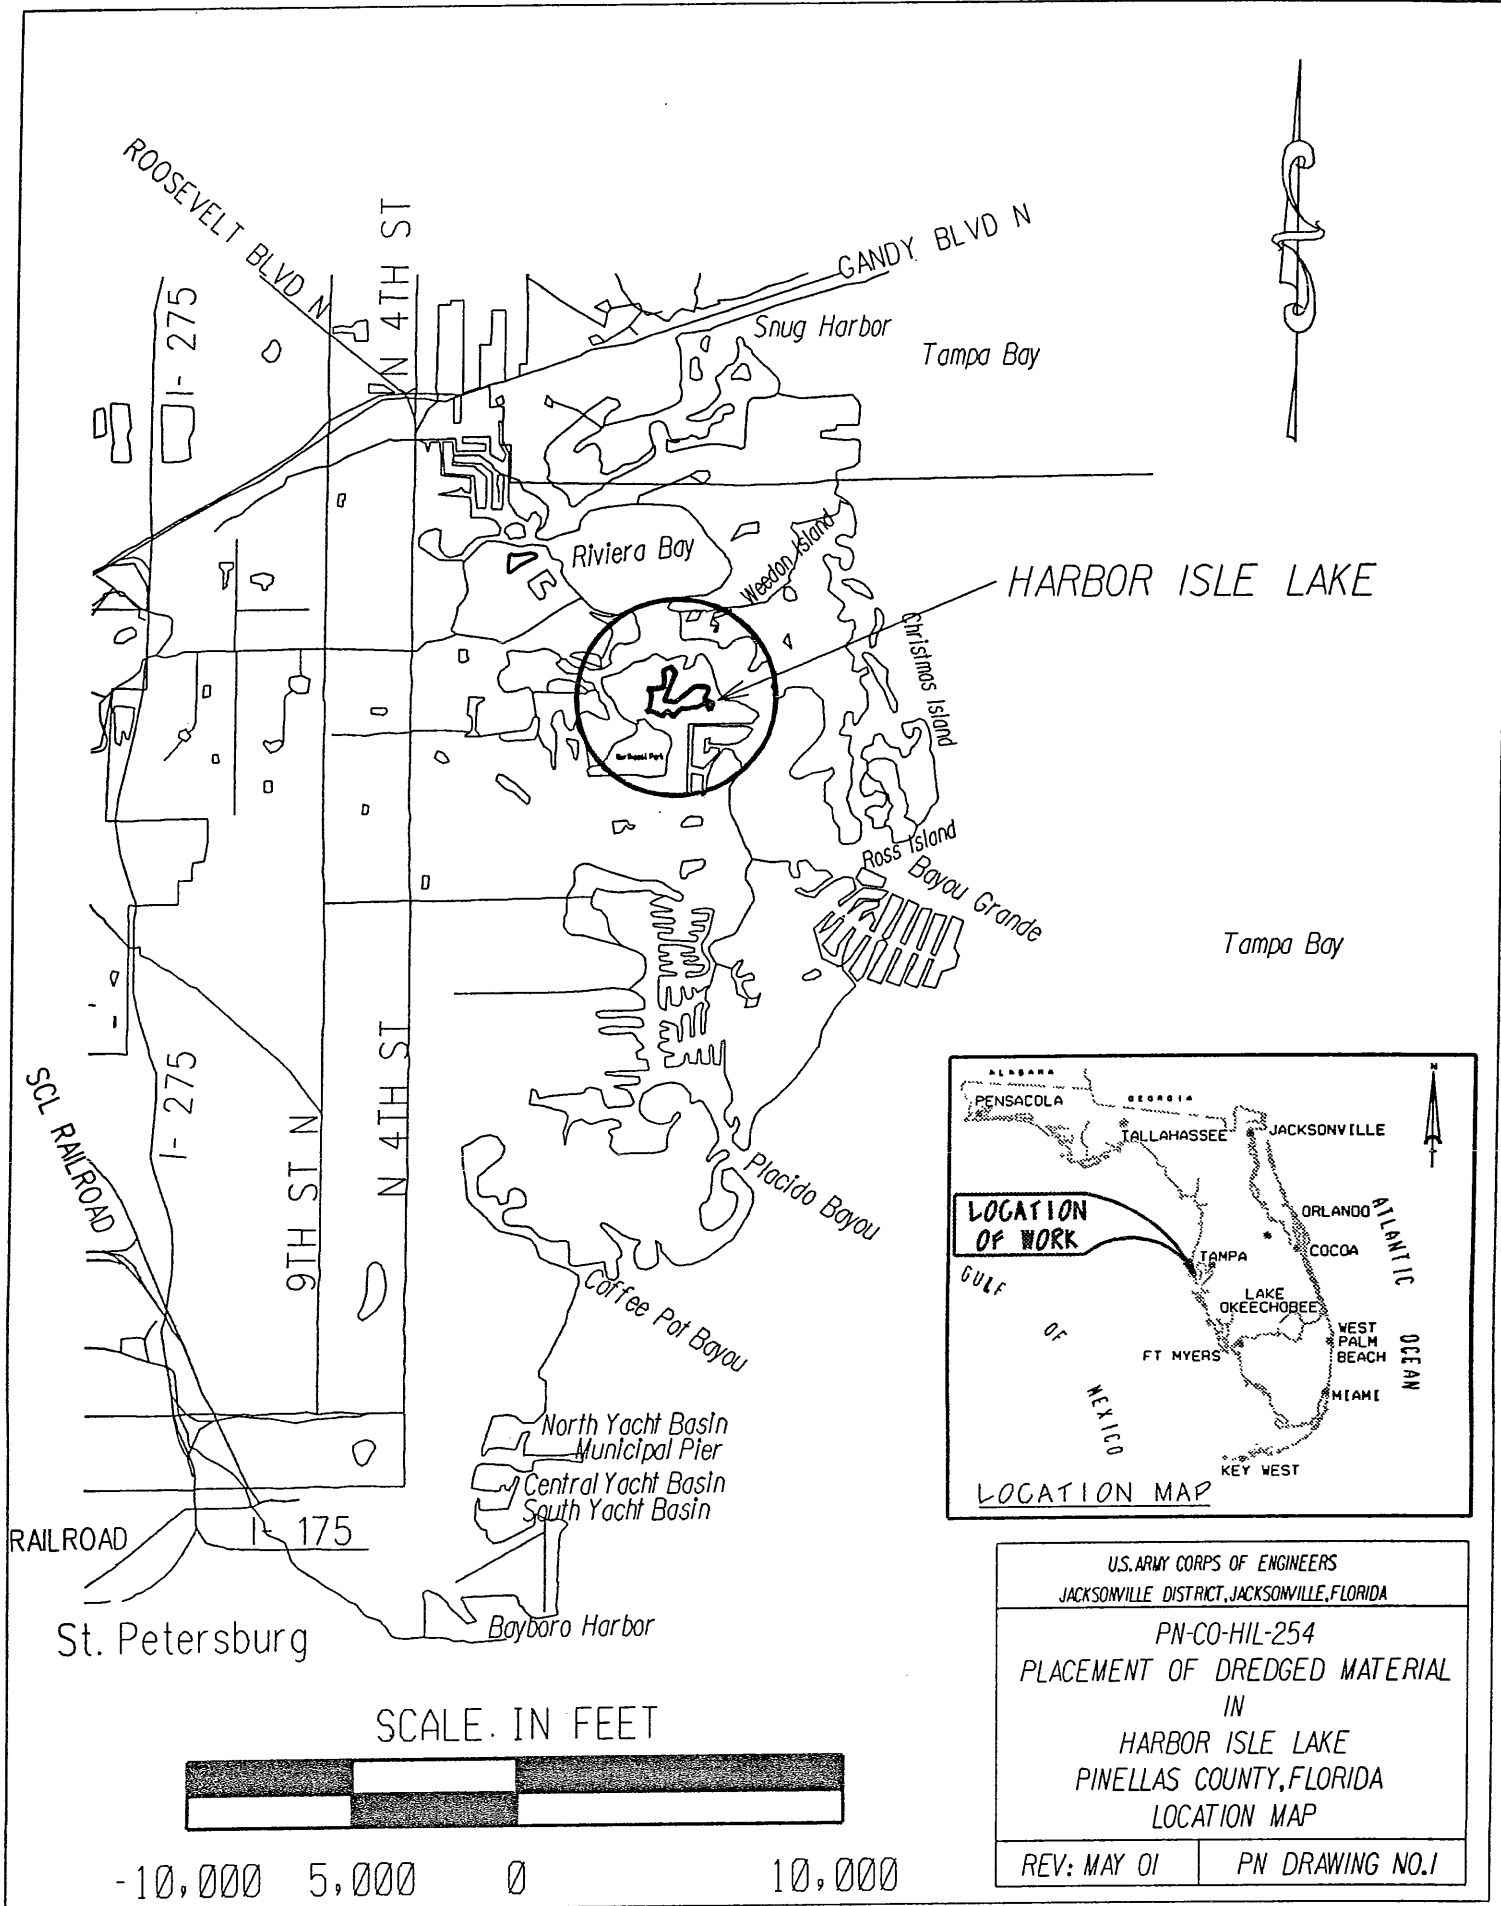 ROOSEVELT BLVD N
N 4TH ST
GANDY BLVD N
I- 275
Snug Harbor
Tampa Bay
Riviera Bay
Weedon Island
HARBOR ISLE LAKE
Christmas Island
Park
Ross Island
Bayou Grande
Tampa Bay
SCL RAILROAD
I- 275
9TH ST N
N 4TH ST
Placido Bayou
Coffee Pot Bayou
North Yacht Basin
Municipal Pier
Central Yacht Basin
South Yacht Basin
RAILROAD
I- 175
Bayboro Harbor
St. Petersburg
ALABAMA
GEORGIA
N
PENSACOLA
TALLAHASSEE
JACKSONVILLE
LOCATION
OF WORK
ORLANDO
ATLANTIC
OCEAN
COCOA
TAMPA
GULF
OF
MEXICO
LAKE
OKEECHOBEE
WEST
PALM
BEACH
FT MYERS
MIAMI
KEY WEST
LOCATION MAP
SCALE. IN FEET
-10,000 5,000 0 10,000
U.S. ARMY CORPS OF ENGINEERS
JACKSONVILLE DISTRICT, JACKSONVILLE, FLORIDA
PN-CO-HIL-254
PLACEMENT OF DREDGED MATERIAL
IN
HARBOR ISLE LAKE
PINELLAS COUNTY, FLORIDA
LOCATION MAP
REV: MAY 01
PN DRAWING NO.1